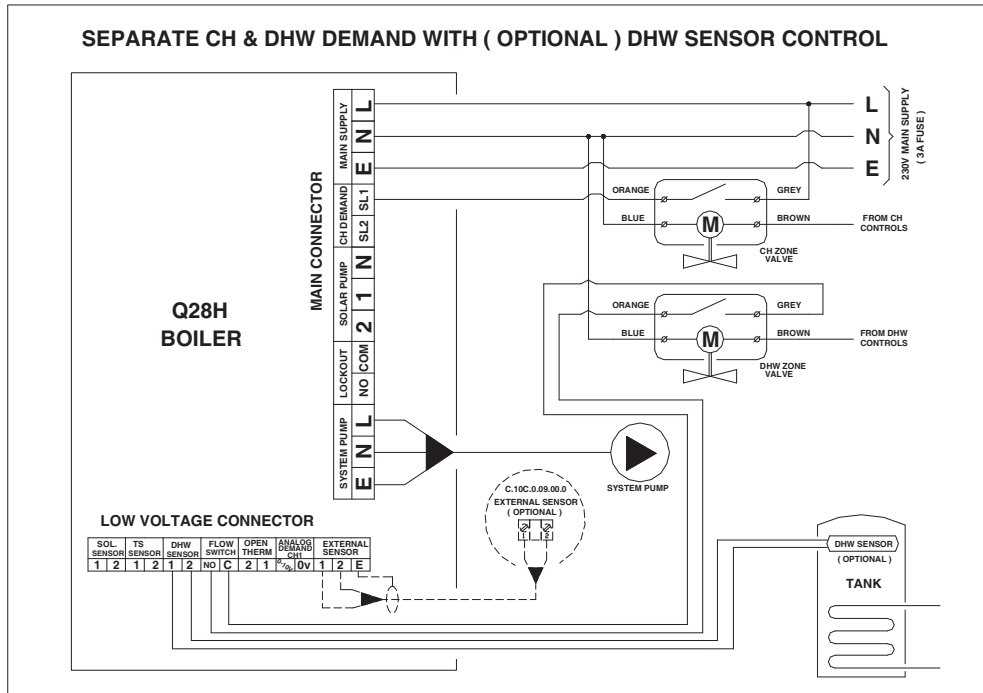 SEPARATE CH & DHW DEMAND WITH ( OPTIONAL ) DHW SENSOR CONTROL
Q28H
BOILER
MAIN CONNECTOR
MAIN SUPPLY
L
N
E
CH DEMAND
SL1
SL2
SOLAR PUMP
N
1
2
LOCKOUT
COM
NO
SYSTEM PUMP
L
N
E
L
N
E
230V MAIN SUPPLY
( 3A FUSE )
ORANGE
GREY
BLUE
M
BROWN
FROM CH
CONTROLS
CH ZONE
VALVE
ORANGE
GREY
BLUE
M
BROWN
FROM DHW
CONTROLS
DHW ZONE
VALVE
SYSTEM PUMP
C.10C.0.09.00.0
EXTERNAL SENSOR
( OPTIONAL )
1 2
LOW VOLTAGE CONNECTOR
SOL. TS DHW FLOW OPEN ANALOG EXTERNAL
SENSOR SENSOR SENSOR SWITCH THERM DEMAND SENSOR
CH1
1 2 1 2 1 2 NO C 2 1 0-10V 0v 1 2 E
DHW SENSOR
( OPTIONAL )
TANK